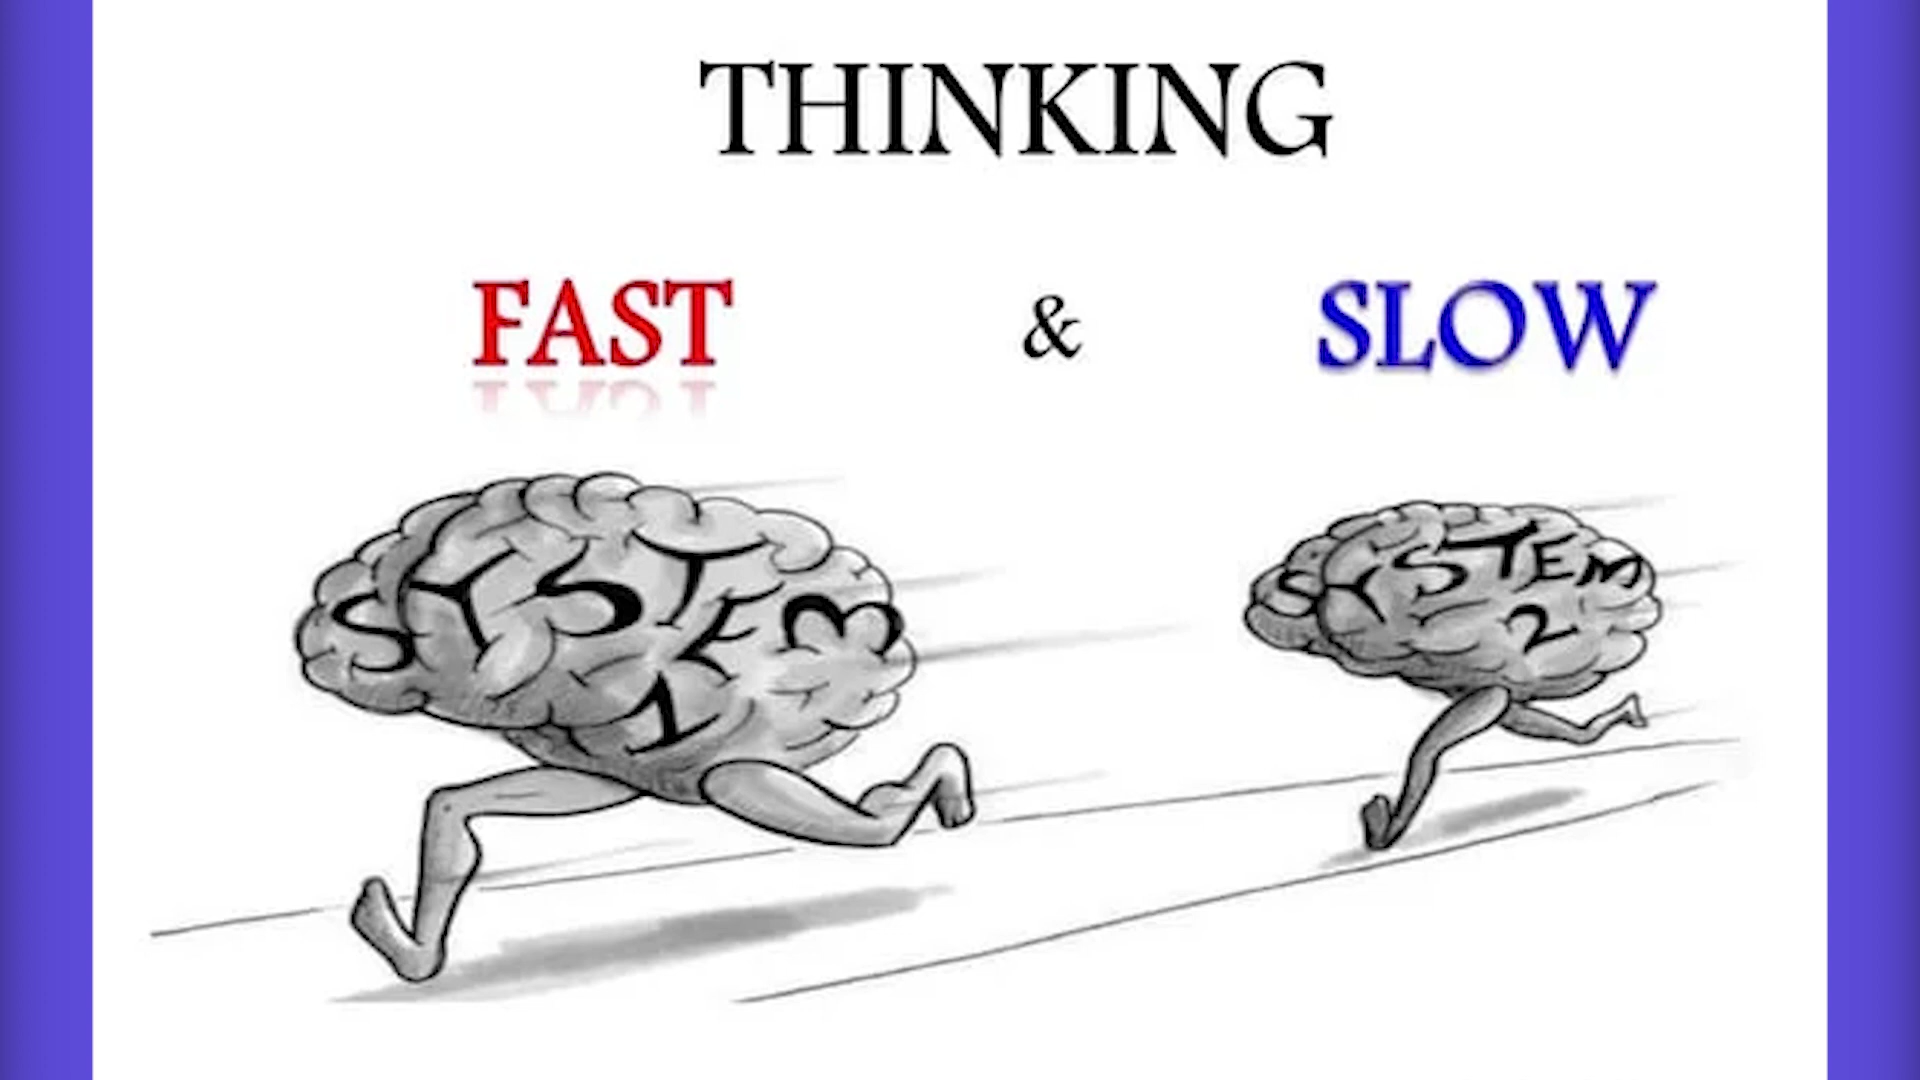 THINKING
FAST & SLOW
SYSTEM
1
SYSTEM
2